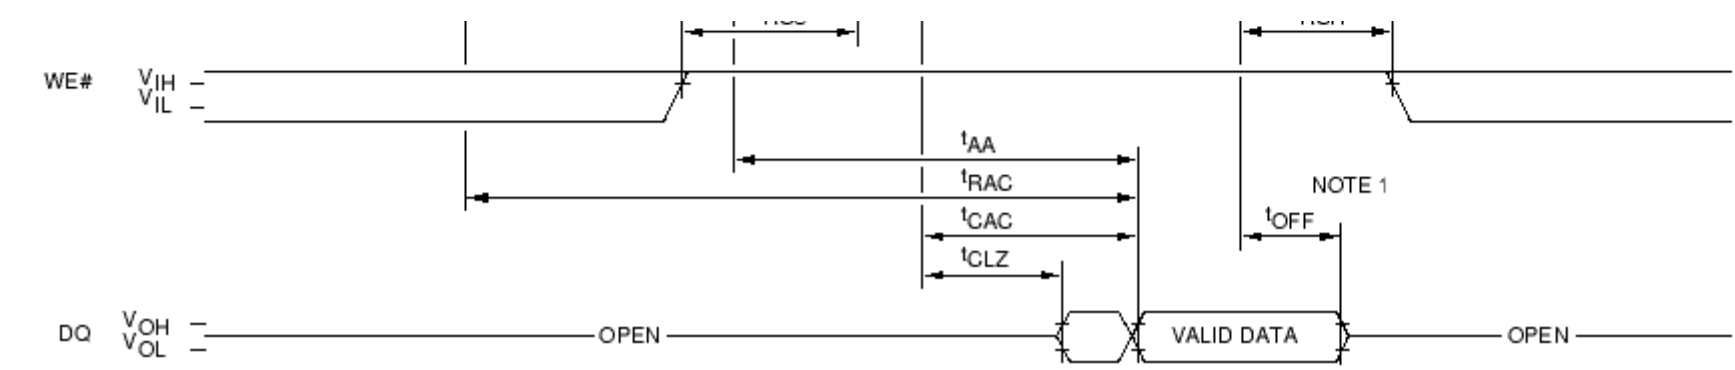 WE# VIH
VIL
tAA
tRAC
NOTE 1
tCAC
tOFF
tCLZ
DQ VOH
VOL
OPEN
VALID DATA
OPEN